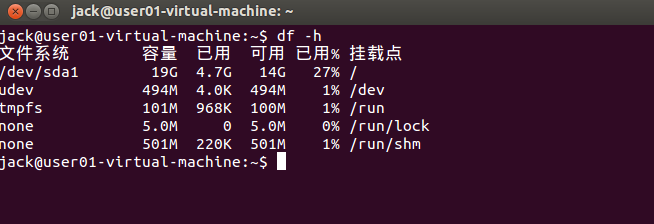 jack@user01-virtual-machine: ~
jack@user01-virtual-machine:~$ df -h
文件系统 容量 已用 可用 已用% 挂载点
/dev/sda1 19G 4.7G 14G 27% /
udev 494M 4.0K 494M 1% /dev
tmpfs 101M 968K 100M 1% /run
none 5.0M 0 5.0M 0% /run/lock
none 501M 220K 501M 1% /run/shm
jack@user01-virtual-machine:~$